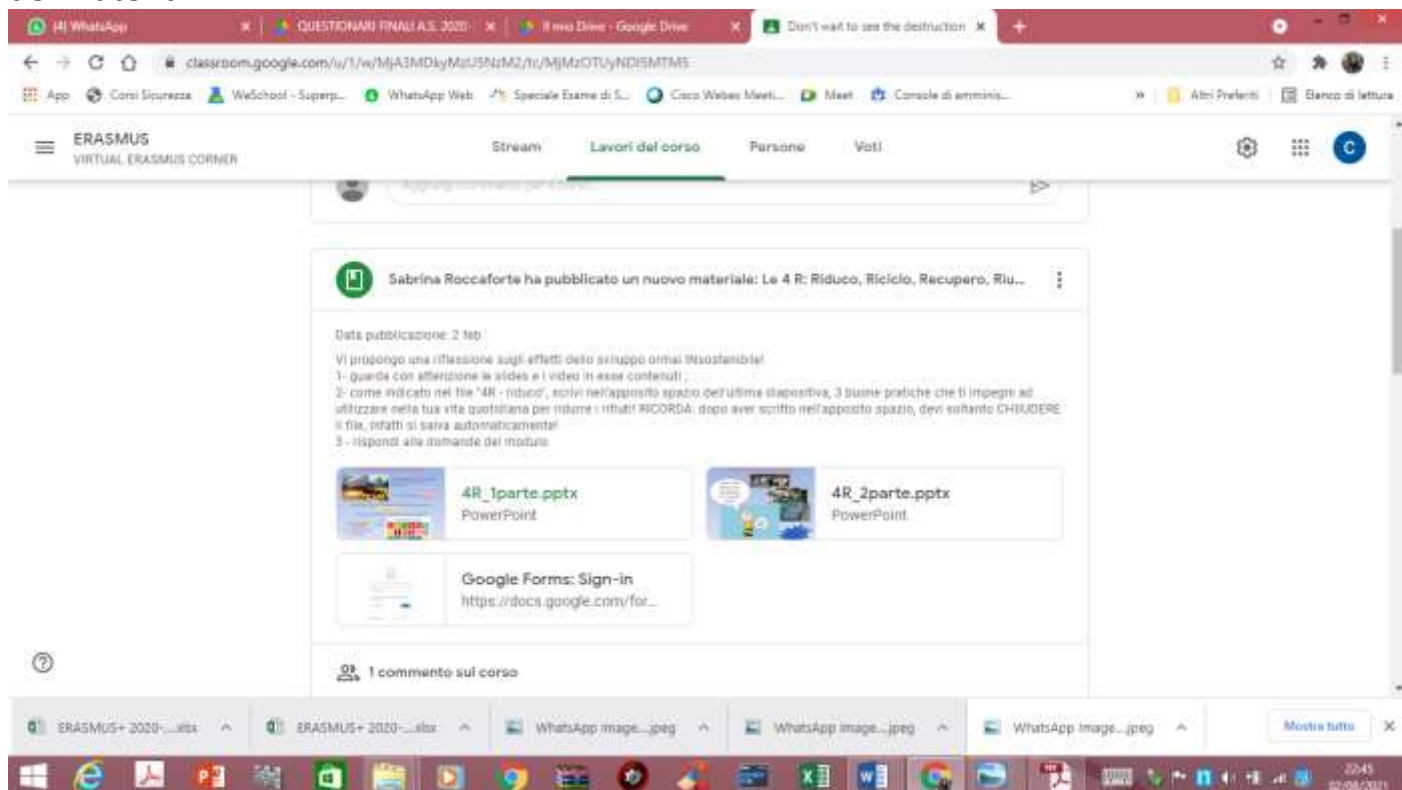 (4) WhatsApp
QUESTIONARI FINALI A.S. 2020-
Il mio Drive - Google Drive
Don't wait to see the destruction
classroom.google.com/u/1/w/
App
Corsi Sicurezza
WeSchool - Superp...
WhatsApp Web
Speciale Esame di S...
Cisco Webex Meeti...
Meet
Console di amminis...
Altri Preferiti
Elenco di lettura
ERASMUS
VIRTUAL ERASMUS CORNER
Stream
Lavori del corso
Persone
Voti
C
Sabrina Roccaforte ha pubblicato un nuovo materiale: Le 4 R: Riduco, Riciclo, Recupero, Riu...
Data pubblicazione: 2 feb
Vi propongo una riflessione sugli effetti dello sviluppo ormai INsostenibile!
1- guarda con attenzione le slides e i video in esse contenuti ;
2- come indicato nel file "4R - riduco", scrivi nell'apposito spazio dell'ultima diapositiva, 3 buone pratiche che ti impegni ad
utilizzare nella tua vita quotidiana per ridurre i rifiuti! RICORDA: dopo aver scritto nell'apposito spazio, devi soltanto CHIUDERE
il file, infatti si salva automaticamente!
3 - rispondi alle domande del modulo
4R_1parte.pptx
PowerPoint
4R_2parte.pptx
PowerPoint
Google Forms: Sign-in
https://docs.google.com/for...
1 commento sul corso
ERASMUS+ 2020-....xlsx
ERASMUS+ 2020-....xlsx
WhatsApp Image....jpeg
WhatsApp Image....jpeg
WhatsApp Image....jpeg
Mostra tutto
22:45
02/08/2021